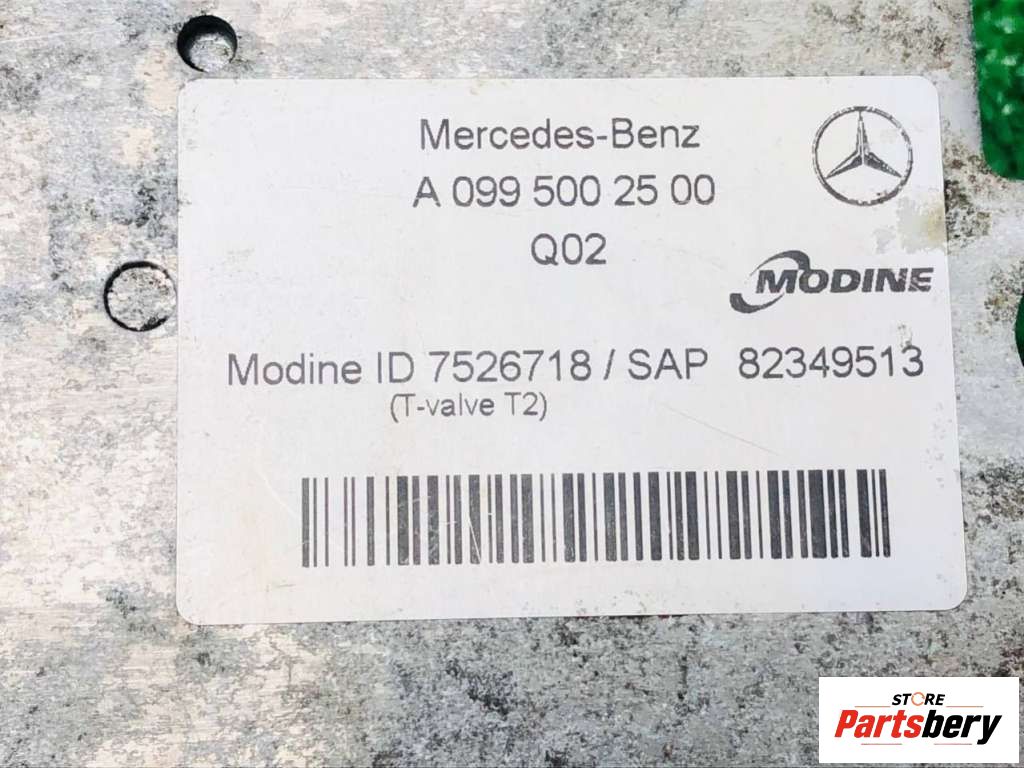 Mercedes-Benz
A 099 500 25 00
Q02
MODINE
Modine ID 7526718 / SAP 82349513
(T-valve T2)
STORE
Partsbery